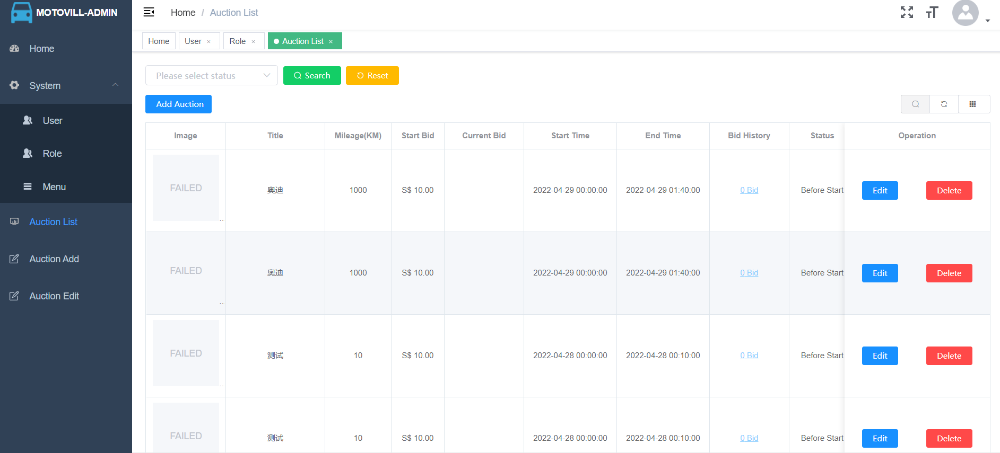 MOTOVILL-ADMIN
Home / Auction List
Home
System
User
Role
Menu
Auction List
Auction Add
Auction Edit
Home User × Role × Auction List ×
Please select status Search Reset
Add Auction
Image Title Mileage(KM) Start Bid Current Bid Start Time End Time Bid History Status Operation
FAILED .. 奥迪 1000 S$ 10.00 2022-04-29 00:00:00 2022-04-29 01:40:00 0 Bid Before Start Edit Delete
FAILED .. 奥迪 1000 S$ 10.00 2022-04-29 00:00:00 2022-04-29 01:40:00 0 Bid Before Start Edit Delete
FAILED .. 测试 10 S$ 10.00 2022-04-28 00:00:00 2022-04-28 00:10:00 0 Bid Before Start Edit Delete
FAILED 测试 10 S$ 10.00 2022-04-28 00:00:00 2022-04-28 00:10:00 0 Bid Before Start Edit Delete